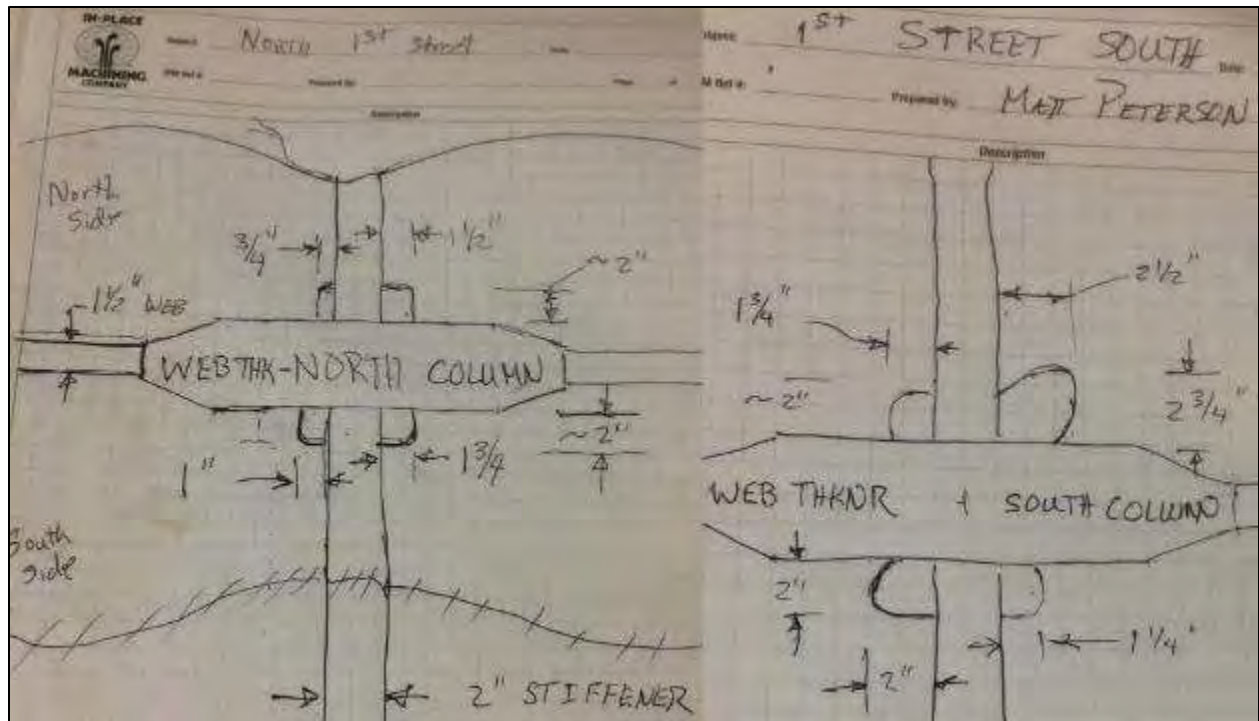 IN-PLACE
MACHINING
COMPANY
North 1st Street
Description
North
Side
3/4"
1 1/2"
~2"
1 1/2" WEB
WEB THK-NORTH COLUMN
~2"
1"
1 3/4
South
Side
2" STIFFENER
1st STREET SOUTH
Date:
Prepared by: MATT PETERSON
Description
2 1/2"
1 3/4"
~2"
2 3/4"
WEB THKNR + SOUTH COLUMN
2"
1 1/4"
2"